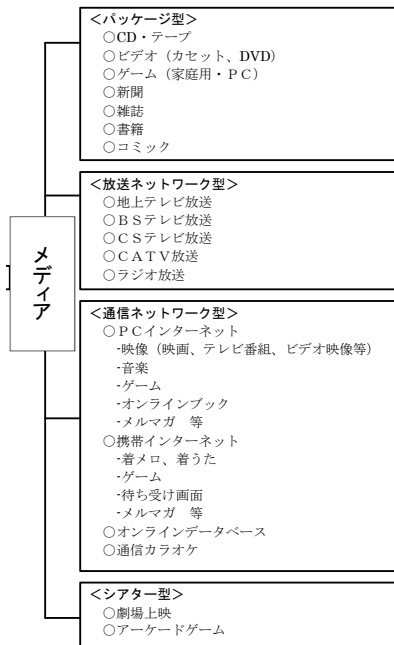 メディア
<パッケージ型>
○CD・テープ
○ビデオ（カセット、DVD）
○ゲーム（家庭用・ＰＣ）
○新聞
○雑誌
○書籍
○コミック
<放送ネットワーク型>
○地上テレビ放送
○ＢＳテレビ放送
○ＣＳテレビ放送
○ＣＡＴＶ放送
○ラジオ放送
<通信ネットワーク型>
○ＰＣインターネット
-映像（映画、テレビ番組、ビデオ映像等）
-音楽
-ゲーム
-オンラインブック
-メルマガ　等
○携帯インターネット
-着メロ、着うた
-ゲーム
-待ち受け画面
-メルマガ　等
○オンラインデータベース
○通信カラオケ
<シアター型>
○劇場上映
○アーケードゲーム